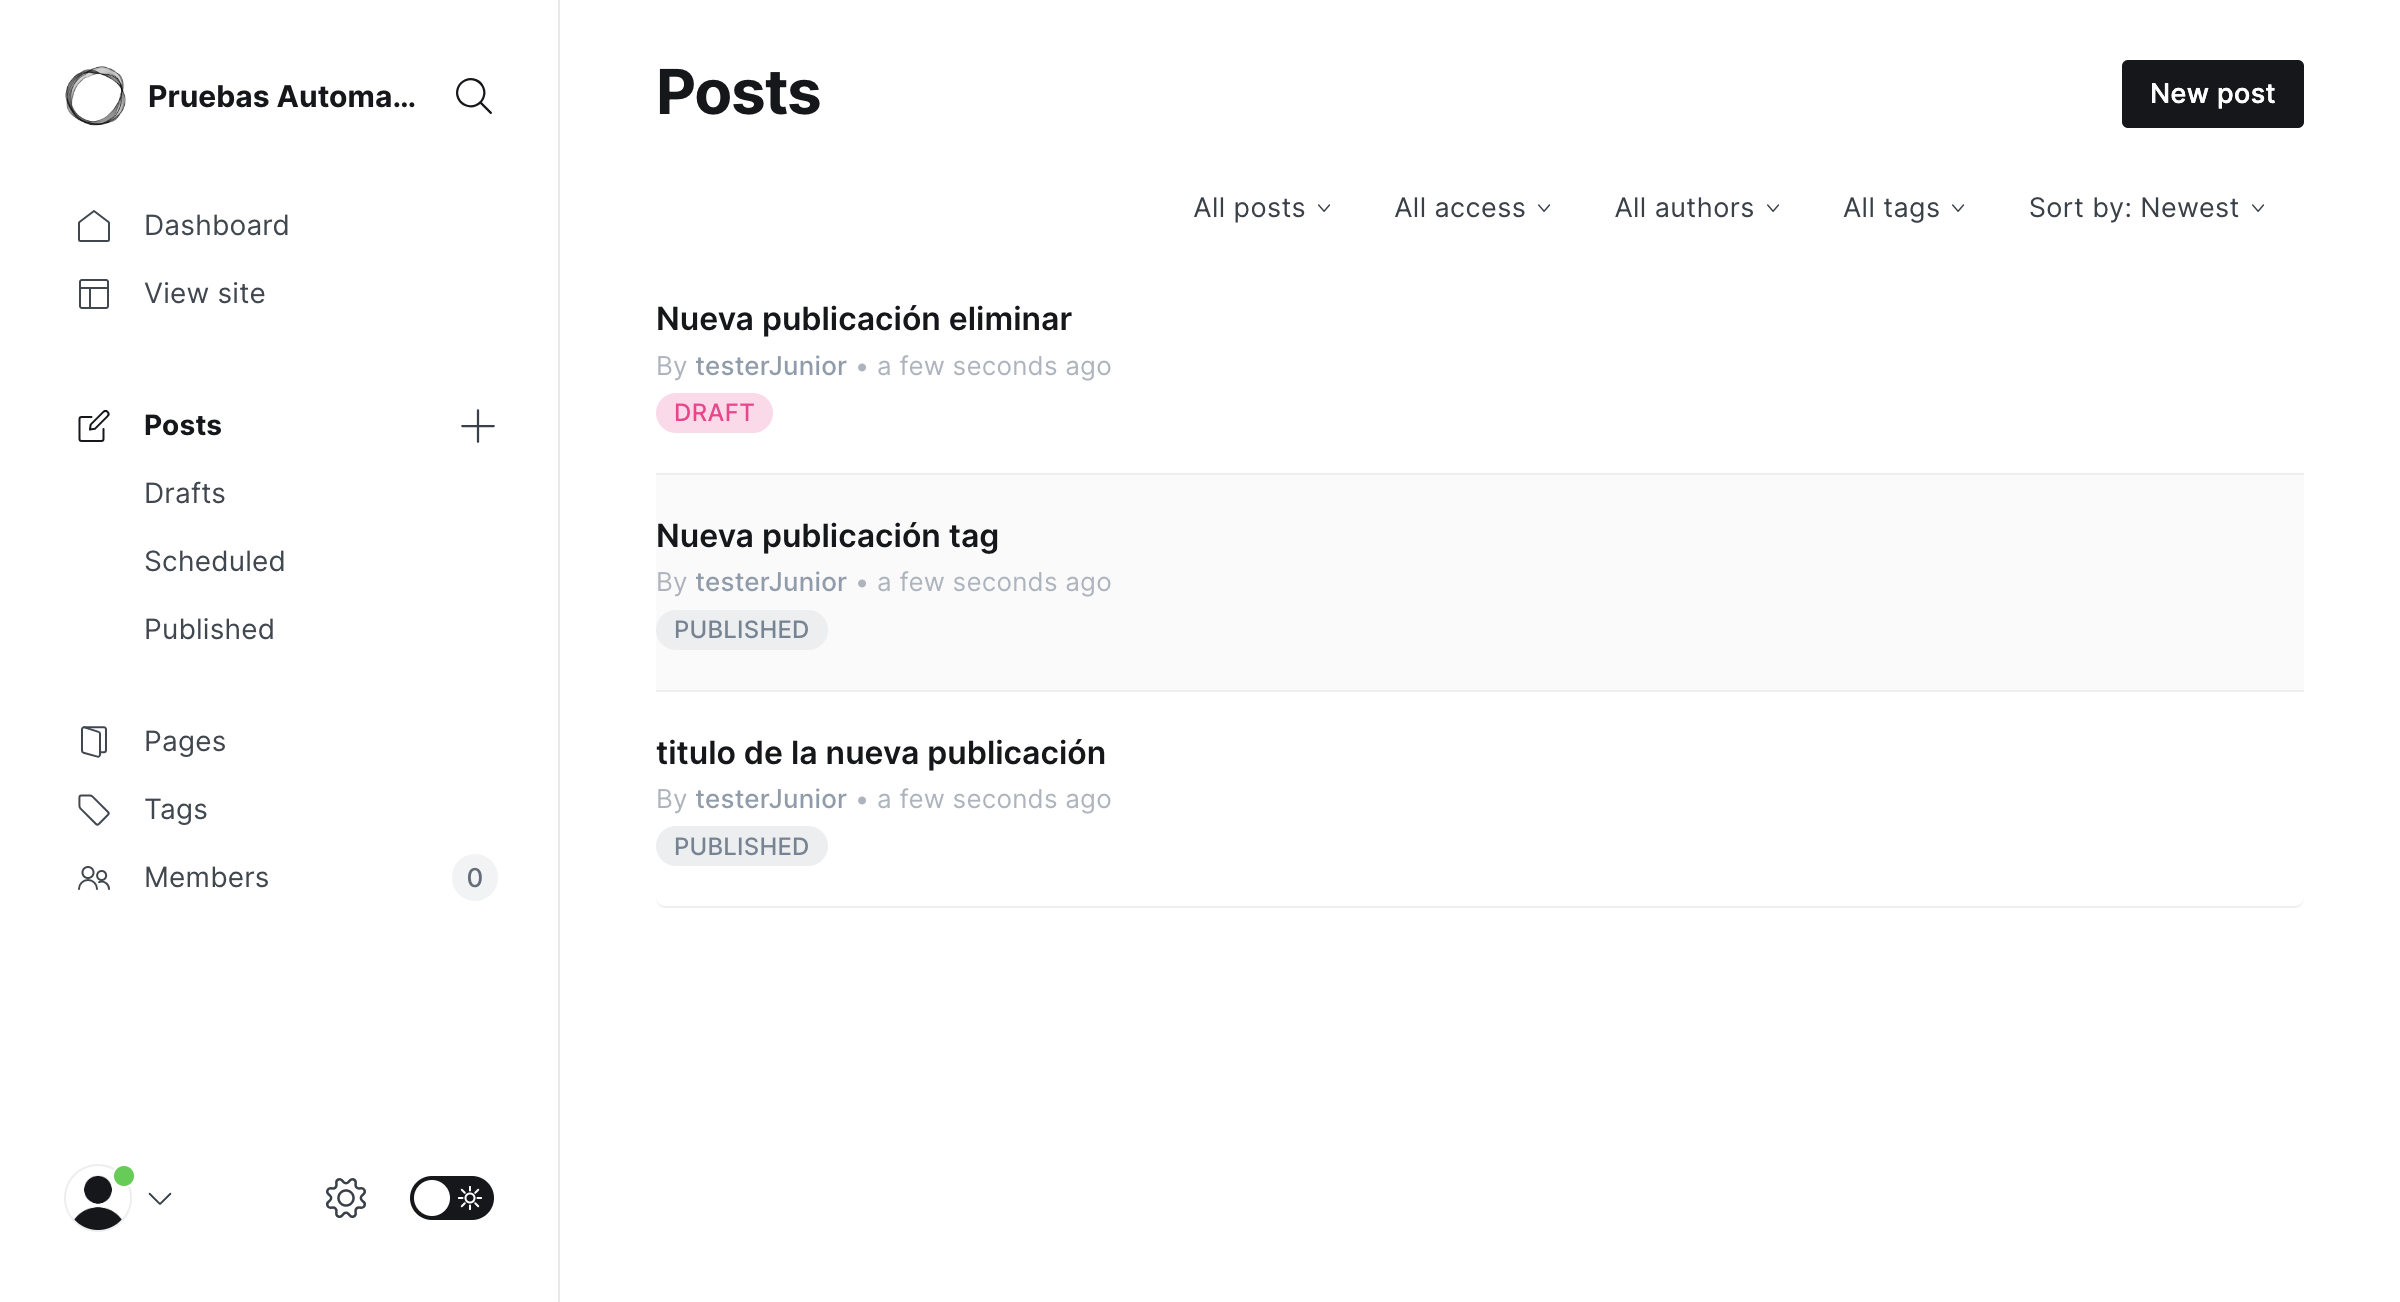 Pruebas Automa...
Dashboard
View site
Posts
Drafts
Scheduled
Published
Pages
Tags
Members 0
Posts
New post
All posts
All access
All authors
All tags
Sort by: Newest
Nueva publicación eliminar
By testerJunior • a few seconds ago
DRAFT
Nueva publicación tag
By testerJunior • a few seconds ago
PUBLISHED
titulo de la nueva publicación
By testerJunior • a few seconds ago
PUBLISHED